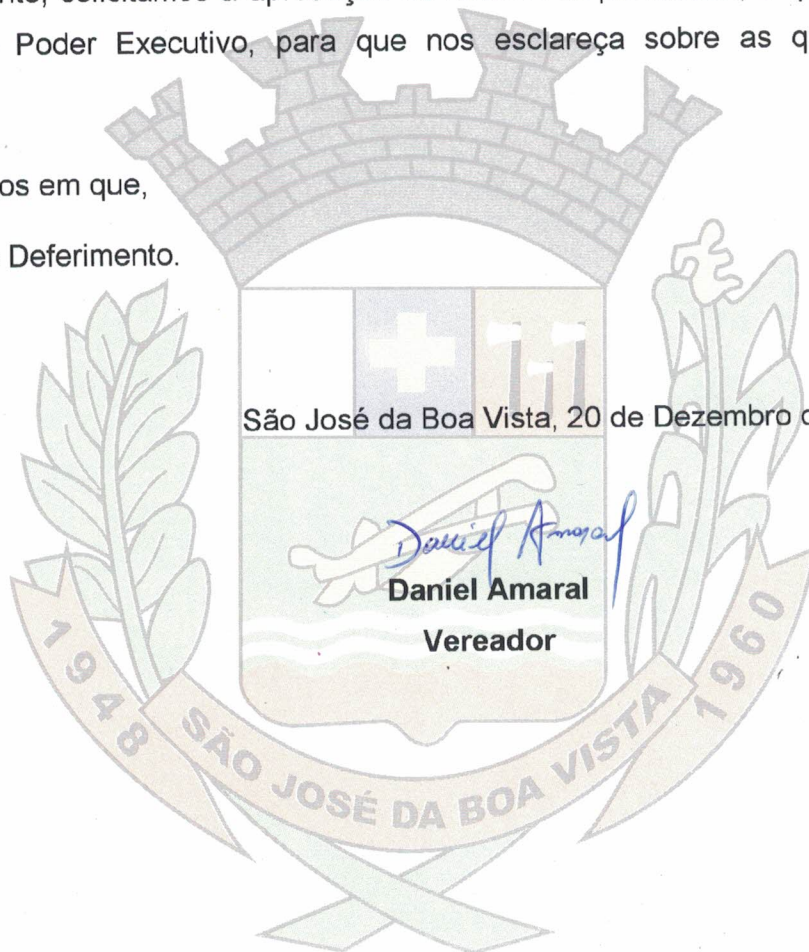 solicitamos a
Poder Executivo, para que nos esclareça sobre as q
os em que,
Deferimento.
São José da Boa Vista, 20 de Dezembro
Daniel Amaral
Daniel Amaral
Vereador
1948
SÃO JOSÉ DA BOA VISTA
1960